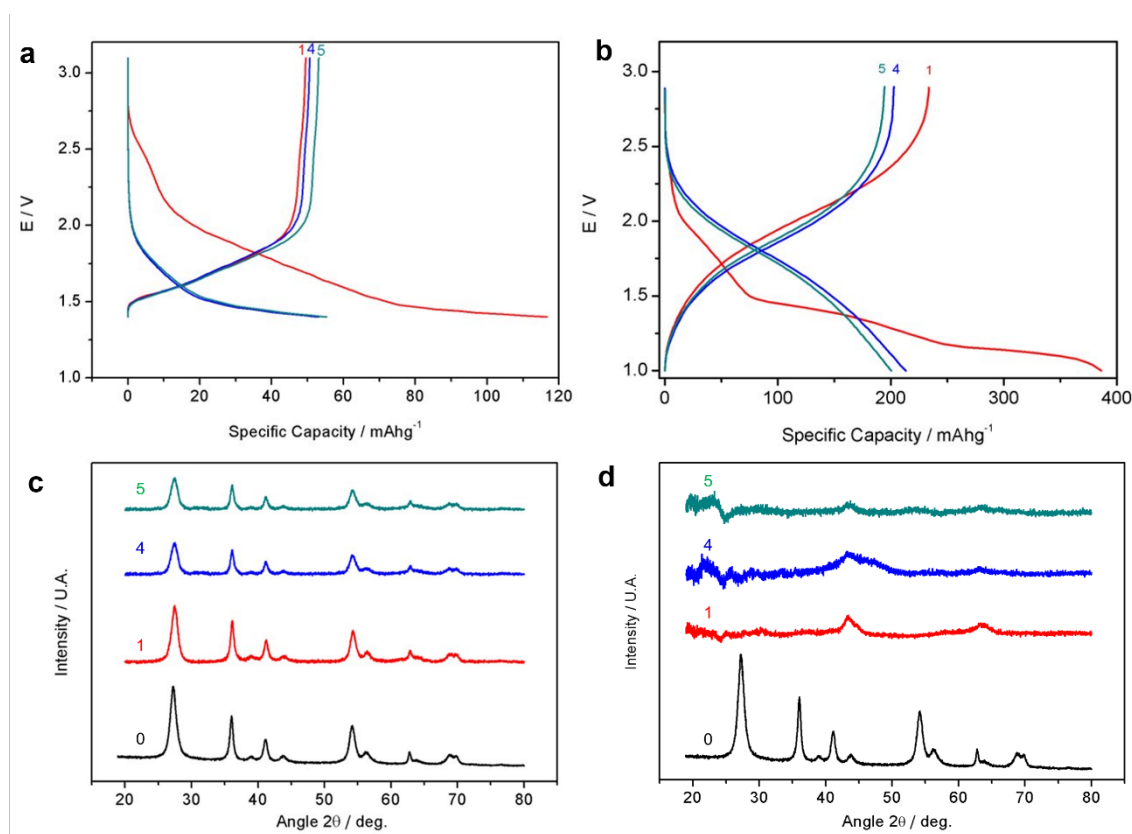 a
1 4 5
3.0
2.5
2.0
1.5
1.0
E / V
0 20 40 60 80 100 120
Specific Capacity / mAhg⁻¹
b
5 4 1
3.0
2.5
2.0
1.5
1.0
E / V
0 100 200 300 400
Specific Capacity / mAhg⁻¹
c
5
4
1
0
Intensity / U.A.
20 30 40 50 60 70 80
Angle 2θ / deg.
d
5
4
1
0
Intensity / U.A.
20 30 40 50 60 70 80
Angle 2θ / deg.